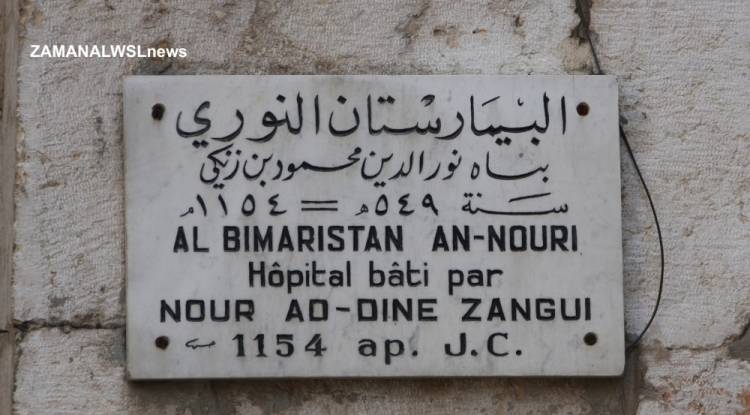 ZAMANALWSLnews
البيمارستان النوري
بناه نور الدين محمود بن زنكي
سنة ٥٤٩هـ = ١١٥٤م
AL BIMARISTAN AN-NOURI
Hôpital bâti par
NOUR AD-DINE ZANGUI
1154 ap. J.C.